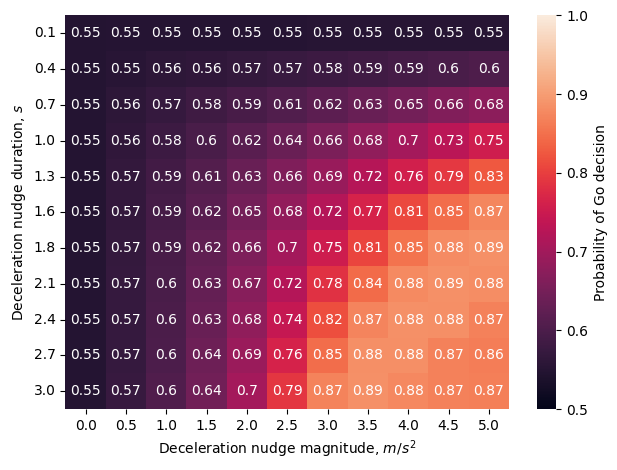 0.1 0.55 0.55 0.55 0.55 0.55 0.55 0.55 0.55 0.55 0.55 0.55
0.4 0.55 0.55 0.56 0.56 0.57 0.57 0.58 0.59 0.59 0.6 0.6
0.7 0.55 0.56 0.57 0.58 0.59 0.61 0.62 0.63 0.65 0.66 0.68
1.0 0.55 0.56 0.58 0.6 0.62 0.64 0.66 0.68 0.7 0.73 0.75
1.3 0.55 0.57 0.59 0.61 0.63 0.66 0.69 0.72 0.76 0.79 0.83
1.6 0.55 0.57 0.59 0.62 0.65 0.68 0.72 0.77 0.81 0.85 0.87
1.8 0.55 0.57 0.59 0.62 0.66 0.7 0.75 0.81 0.85 0.88 0.89
2.1 0.55 0.57 0.6 0.63 0.67 0.72 0.78 0.84 0.88 0.89 0.88
2.4 0.55 0.57 0.6 0.63 0.68 0.74 0.82 0.87 0.88 0.88 0.87
2.7 0.55 0.57 0.6 0.64 0.69 0.76 0.85 0.88 0.88 0.87 0.86
3.0 0.55 0.57 0.6 0.64 0.7 0.79 0.87 0.89 0.88 0.87 0.87
0.0 0.5 1.0 1.5 2.0 2.5 3.0 3.5 4.0 4.5 5.0
Deceleration nudge magnitude, m/s²
Deceleration nudge duration, s
1.0
0.9
0.8
0.7
0.6
0.5
Probability of Go decision